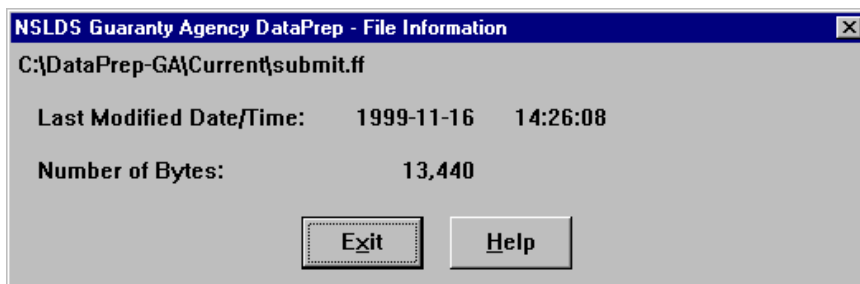 NSLDS Guaranty Agency DataPrep - File Information
C:\DataPrep-GA\Current\submit.ff
Last Modified Date/Time: 1999-11-16 14:26:08
Number of Bytes: 13,440
Exit Help